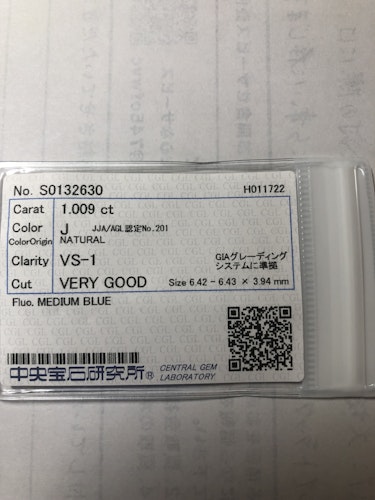 No. S0132630 H011722
Carat 1.009 ct
Color J JJA/AGL認定No.201
ColorOrigin NATURAL
Clarity VS-1 GIAグレーディング
システムに準拠
Cut VERY GOOD Size 6.42 - 6.43 × 3.94 mm
Fluo. MEDIUM BLUE
中央宝石研究所® CENTRAL GEM
LABORATORY